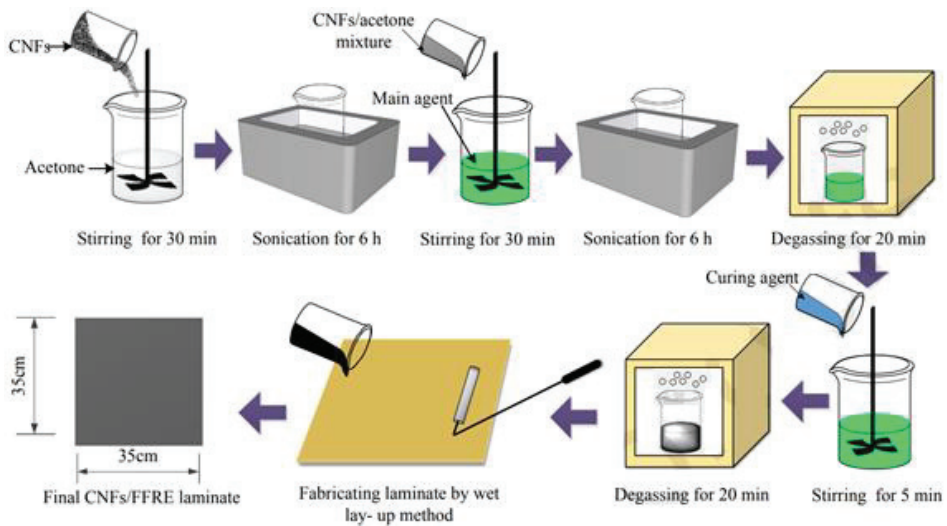 CNFs
Acetone
Stirring for 30 min
Sonication for 6 h
CNFs/acetone
mixture
Main agent
Stirring for 30 min
Sonication for 6 h
Degassing for 20 min
Curing agent
Stirring for 5 min
Degassing for 20 min
Fabricating laminate by wet
lay- up method
35cm
35cm
Final CNFs/FFRE laminate